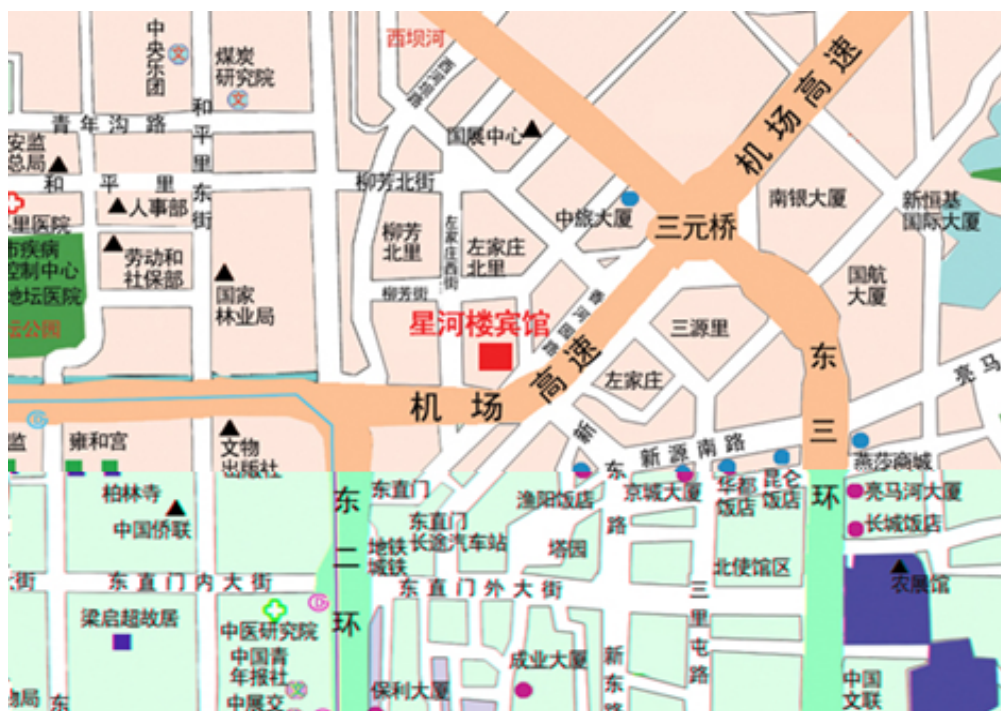 中央乐团
煤炭
研究院
西坝河
西坝河路
机场高速
青年沟路
和平里东街
国展中心
安监
总局
和平里
柳芳北街
人事部
里医院
中旅大厦
三元桥
南银大厦
新恒基
国际大厦
市疾病
控制中心
地坛医院
坛公园
劳动和
社保部
国家
林业局
柳芳
北里
左家庄西街
左家庄
北里
柳芳街
香河园路
国航
大厦
三源里
星河楼宾馆
左家庄
机场高速
东三环
亮马
监
雍和宫
文物
出版社
新东路
新源南路
燕莎商城
柏林寺
中国侨联
东二环
东直门
东直门
长途汽车站
地铁
城铁
渔阳饭店
京城大厦
华都
饭店
昆仑
饭店
亮马河大厦
长城饭店
塔园
北使馆区
农展馆
大街
东直门内大街
东直门外大街
三里屯路
梁启超故居
中医研究院
中国青
年报社
中展交
成业大厦
保利大厦
新东路
中国
文联
物局
东